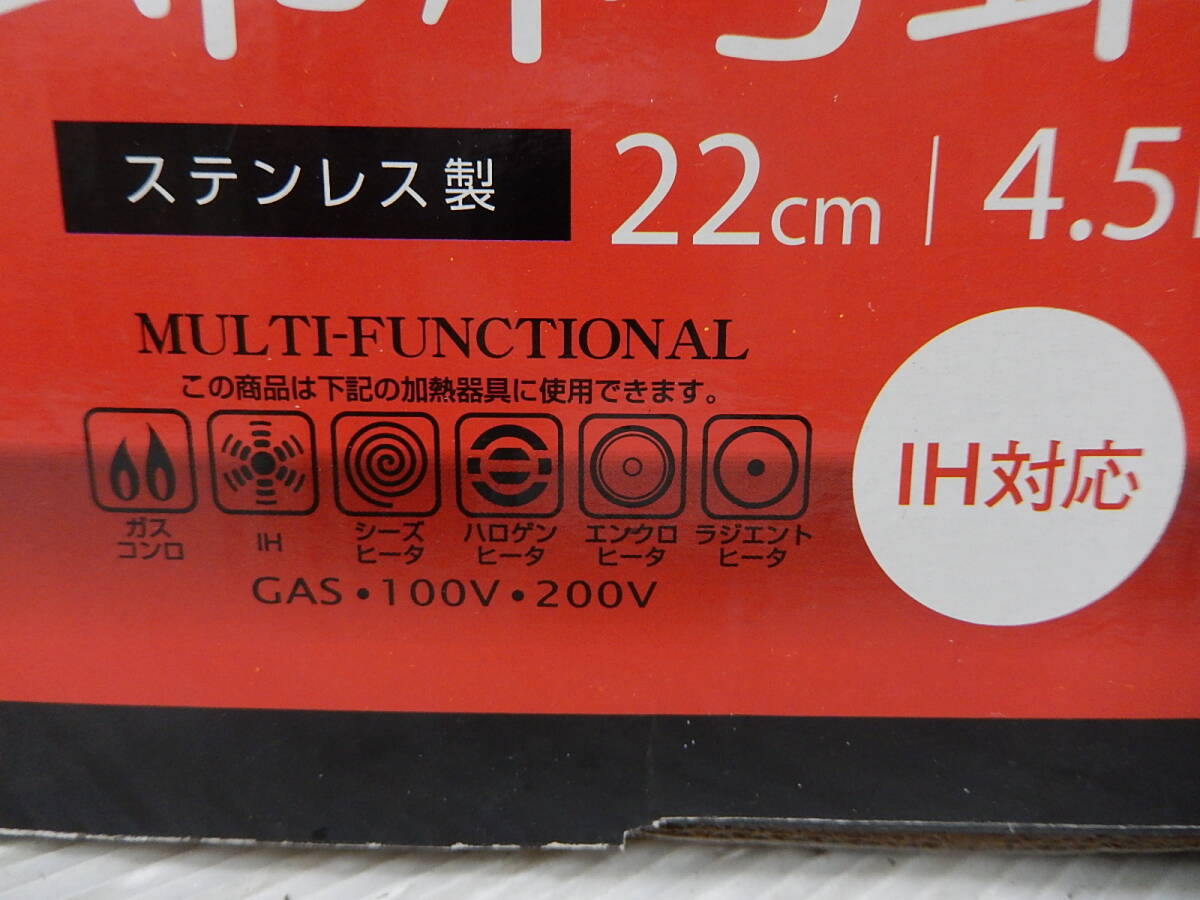 ステンレス製
22cm | 4.5
MULTI-FUNCTIONAL
この商品は下記の加熱器具に使用できます。
ガス
コンロ
IH
シーズ
ヒータ
ハロゲン
ヒータ
エンクロ
ヒータ
ラジエント
ヒータ
GAS・100V・200V
IH対応